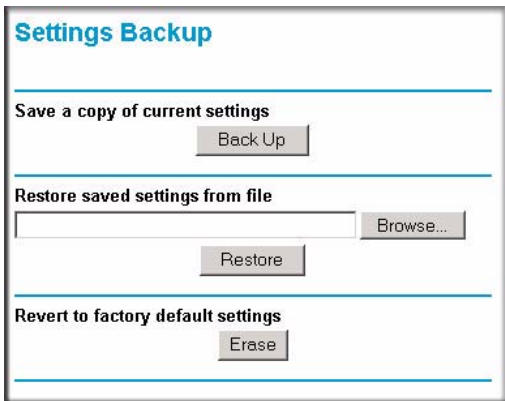 Settings Backup
Save a copy of current settings
Back Up
Restore saved settings from file
Browse...
Restore
Revert to factory default settings
Erase